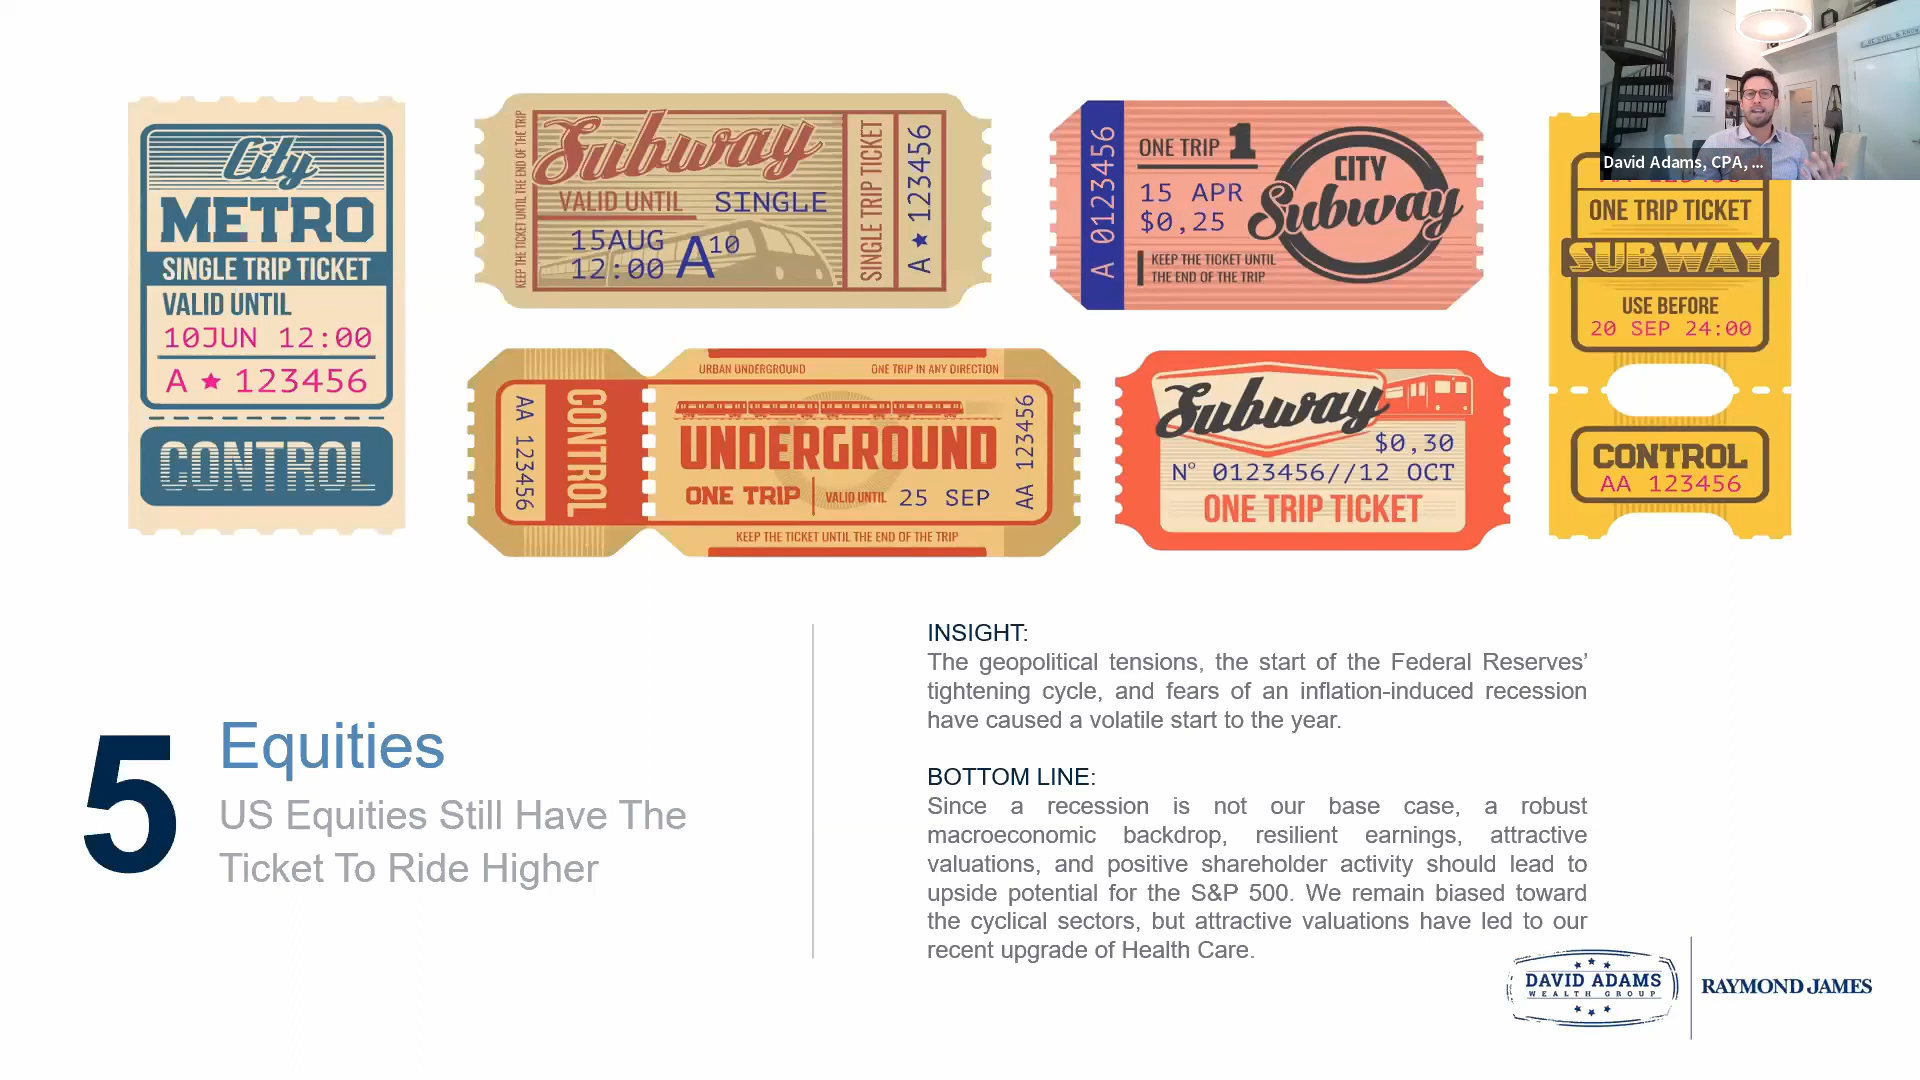 City
METRO
SINGLE TRIP TICKET
VALID UNTIL
10JUN 12:00
A ★ 123456
CONTROL
KEEP THE TICKET UNTIL THE END OF THE TRIP
Subway
VALID UNTIL
SINGLE
15AUG
12:00
A10
SINGLE TRIP TICKET
A ★ 123456
A 0123456
ONE TRIP 1
15 APR
$0,25
KEEP THE TICKET UNTIL
THE END OF THE TRIP
CITY
Subway
David Adams, CPA, ...
ONE TRIP TICKET
SUBWAY
USE BEFORE
20 SEP 24:00
CONTROL
AA 123456
AA 123456
CONTROL
URBAN UNDERGROUND
ONE TRIP IN ANY DIRECTION
UNDERGROUND
ONE TRIP
VALID UNTIL
25 SEP
AA 123456
KEEP THE TICKET UNTIL THE END OF THE TRIP
Subway
$0,30
N° 0123456//12 OCT
ONE TRIP TICKET
5
Equities
US Equities Still Have The
Ticket To Ride Higher
INSIGHT:
The geopolitical tensions, the start of the Federal Reserves’
tightening cycle, and fears of an inflation-induced recession
have caused a volatile start to the year.
BOTTOM LINE:
Since a recession is not our base case, a robust
macroeconomic backdrop, resilient earnings, attractive
valuations, and positive shareholder activity should lead to
upside potential for the S&P 500. We remain biased toward
the cyclical sectors, but attractive valuations have led to our
recent upgrade of Health Care.
DAVID ADAMS
WEALTH GROUP
RAYMOND JAMES